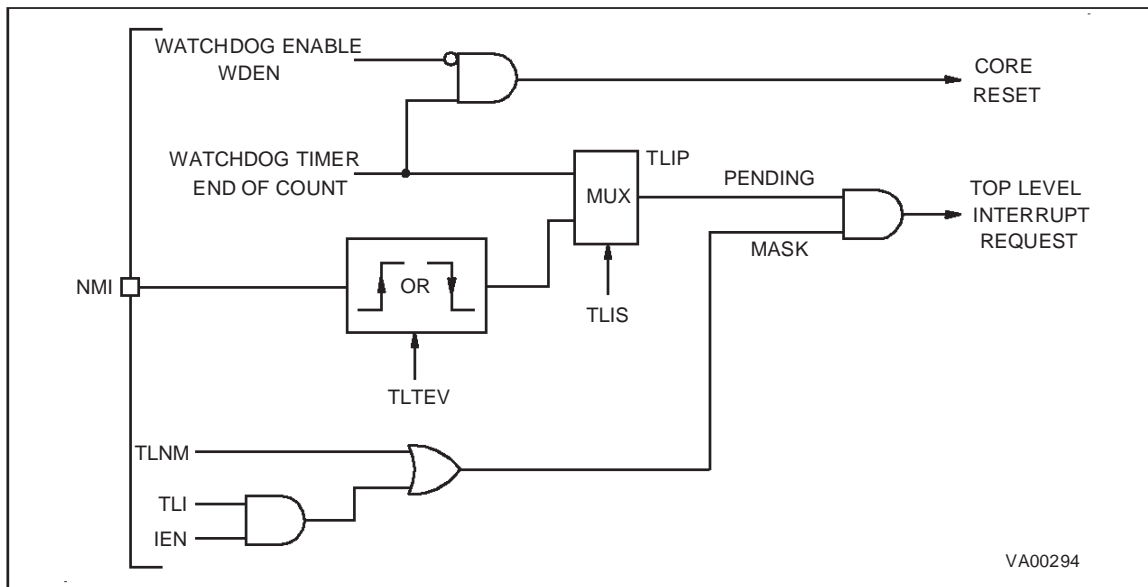 WATCHDOG ENABLE
WDEN
CORE
RESET
WATCHDOG TIMER
END OF COUNT
TLIP
MUX
PENDING
TOP LEVEL
INTERRUPT
REQUEST
MASK
NMI
OR
TLIS
TLTEV
TLNM
TLI
IEN
VA00294